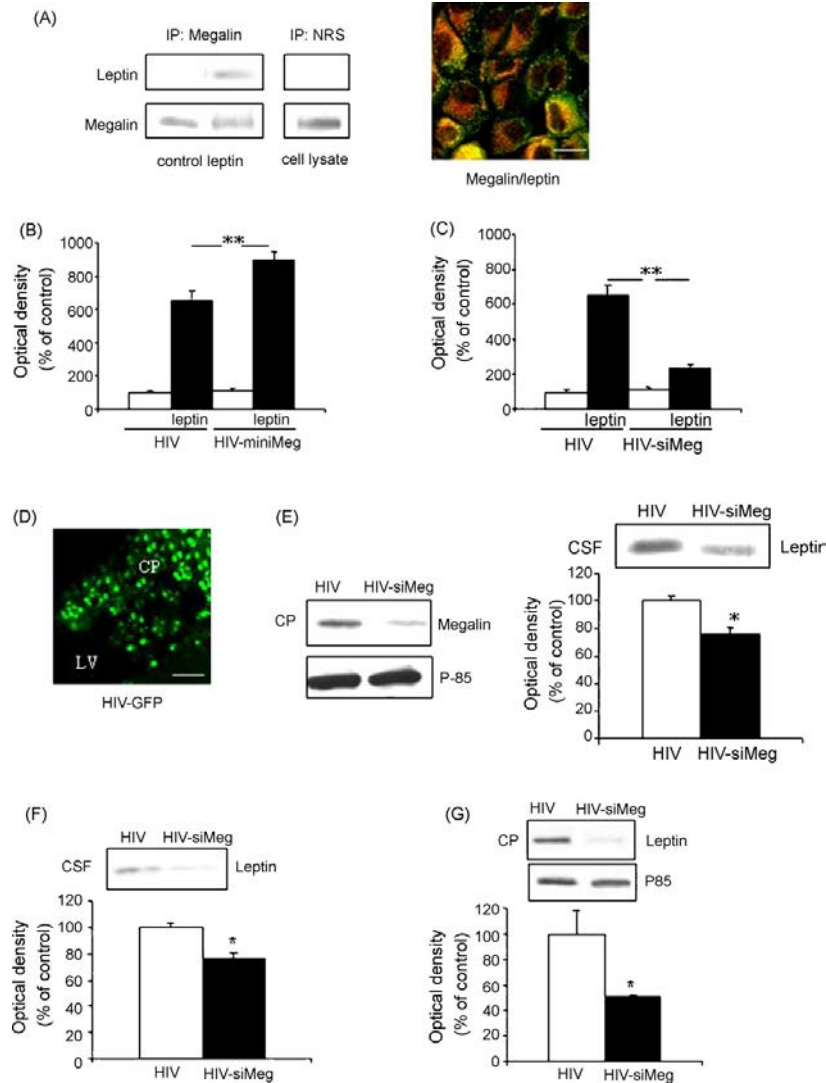 (A)
IP: Megalin IP: NRS
Leptin
Megalin
control leptin cell lysate
Megalin/leptin
(B)
Optical density
(% of control)
1000
800
600
400
200
0
**
leptin leptin
HIV HIV-miniMeg
(C)
Optical density
(% of control)
1000
800
600
400
200
0
**
leptin leptin
HIV HIV-siMeg
(D)
CP
LV
HIV-GFP
(E)
HIV HIV-siMeg
CP Megalin
P-85
HIV HIV-siMeg
CSF Leptin
Optical density
(% of control)
120
100
80
60
40
20
0
*
HIV HIV-siMeg
(F)
HIV HIV-siMeg
CSF Leptin
Optical density
(% of control)
120
100
80
60
40
20
0
*
HIV HIV-siMeg
(G)
HIV HIV-siMeg
CP Leptin
P85
Optical density
(% of control)
120
100
80
60
40
20
0
*
HIV HIV-siMeg